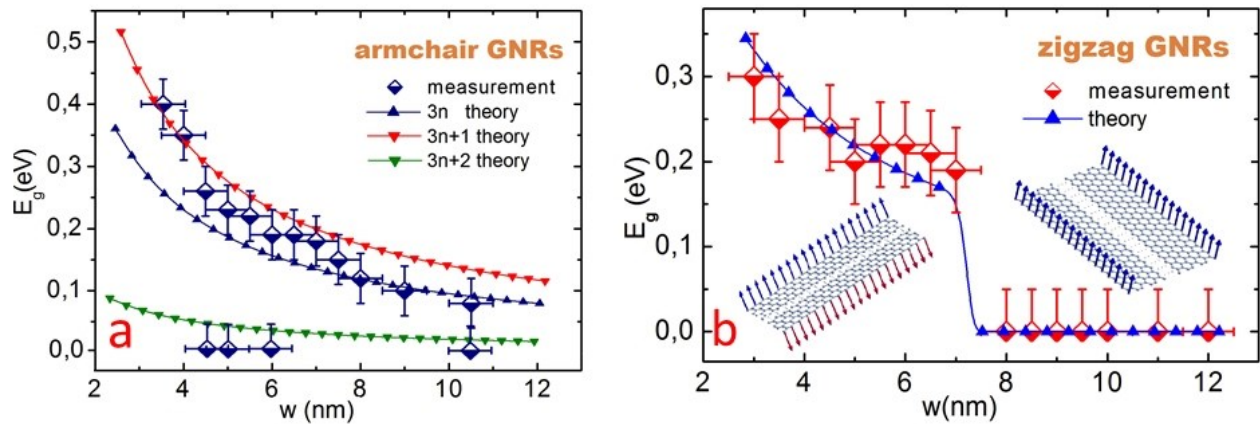 0,5
0,4
0,3
0,2
0,1
0,0
E_g(eV)
armchair GNRs
measurement
3n theory
3n+1 theory
3n+2 theory
a
2 4 6 8 10 12
w (nm)
0,3
0,2
0,1
0,0
E_g (eV)
zigzag GNRs
measurement
theory
b
2 4 6 8 10 12
w(nm)